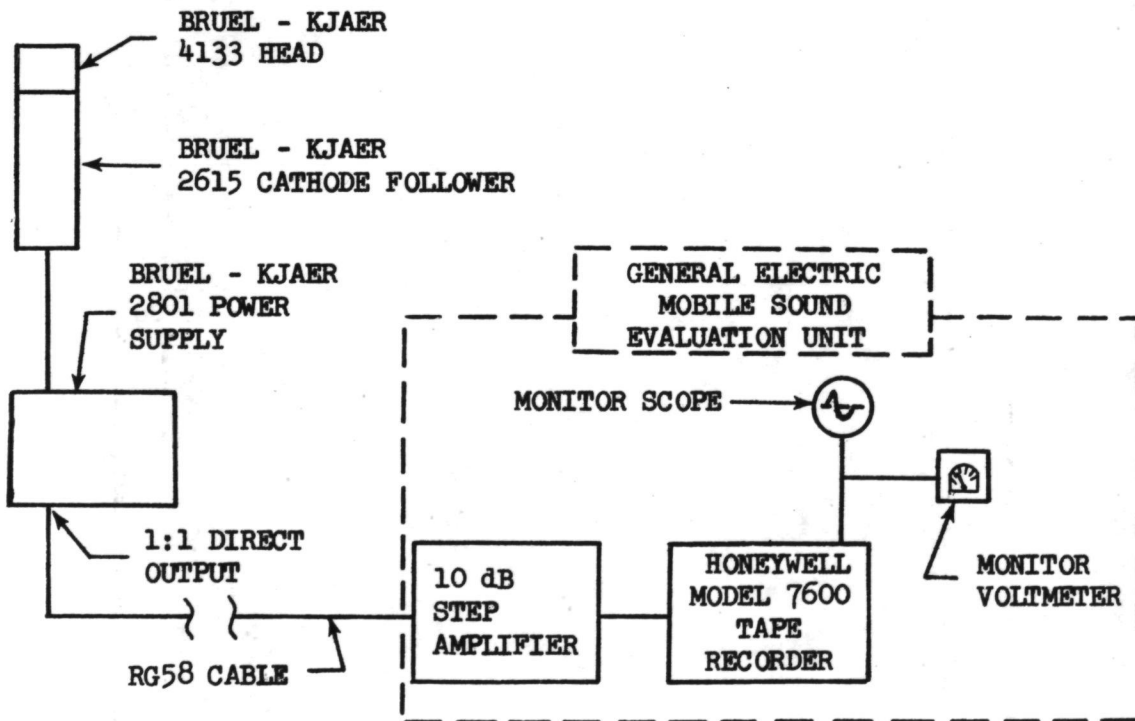 BRUEL - KJAER
4133 HEAD
BRUEL - KJAER
2615 CATHODE FOLLOWER
BRUEL - KJAER
2801 POWER
SUPPLY
GENERAL ELECTRIC
MOBILE SOUND
EVALUATION UNIT
MONITOR SCOPE
1:1 DIRECT
OUTPUT
10 dB
STEP
AMPLIFIER
HONEYWELL
MODEL 7600
TAPE
RECORDER
MONITOR
VOLTMETER
RG58 CABLE